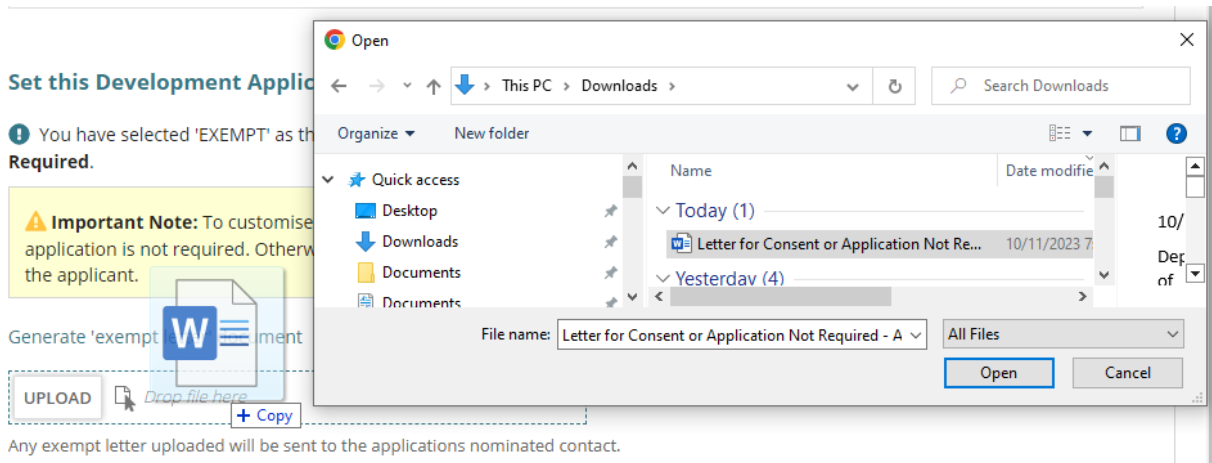 Open
Set this Development Applic
This PC
Downloads
Search Downloads
You have selected 'EXEMPT' as th
Required.
Organize
New folder
Important Note: To customise
application is not required. Otherw
the applicant.
Quick access
Desktop
Downloads
Documents
Documents
Name
Date modifie
Today (1)
Letter for Consent or Application Not Re...
10/11/2023 7:
Yesterday (4)
10/
Dep
of
Generate 'exempt le ument
File name:
Letter for Consent or Application Not Required - A
All Files
Open
Cancel
W
UPLOAD
Drop file here
+ Copy
Any exempt letter uploaded will be sent to the applications nominated contact.